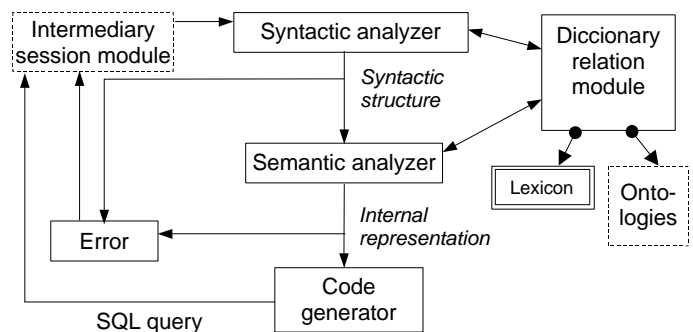 Intermediary
session module
Syntactic analyzer
Diccionary
relation
module
Syntactic
structure
Semantic analyzer
Lexicon
Onto-
logies
Internal
representation
Error
Code
generator
SQL query